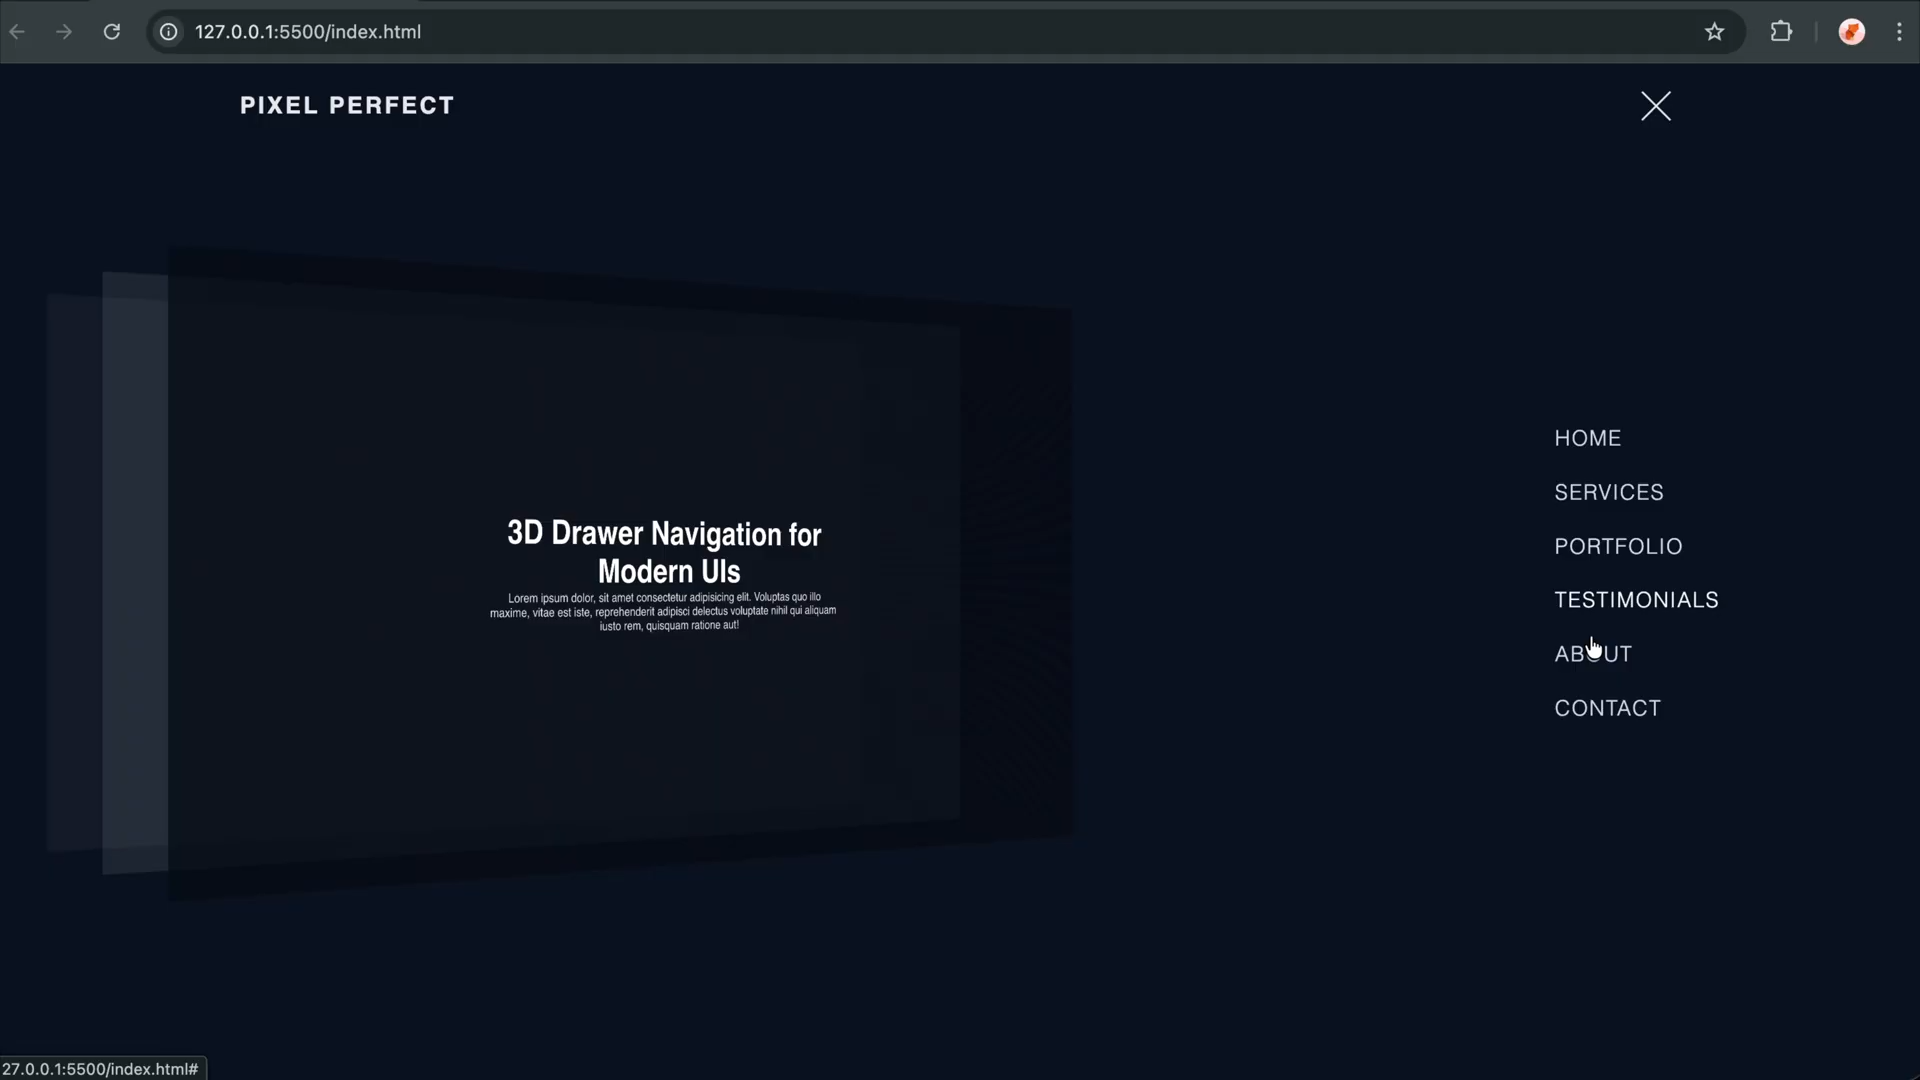 127.0.0.1:5500/index.html
PIXEL PERFECT
3D Drawer Navigation for
Modern UIs
Lorem ipsum dolor, sit amet consectetur adipisicing elit. Voluptas quo illo
maxime, vitae est iste, reprehenderit adipisci delectus voluptate nihil qui aliquam
iusto rem, quisquam ratione aut!
HOME
SERVICES
PORTFOLIO
TESTIMONIALS
ABOUT
CONTACT
27.0.0.1:5500/index.html#